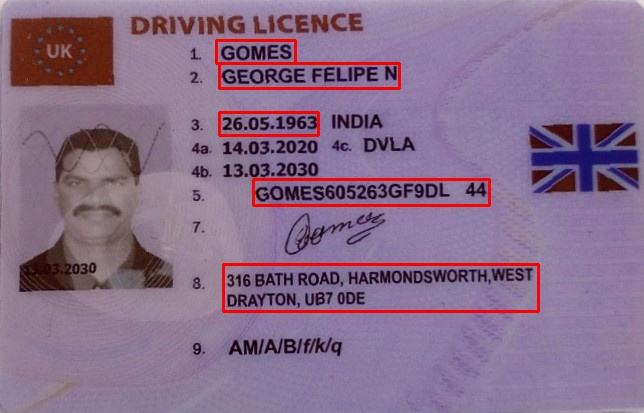 UK
DRIVING LICENCE
1. GOMES
2. GEORGE FELIPE N
3. 26.05.1963 INDIA
4a. 14.03.2020 4c. DVLA
4b. 13.03.2030
5. GOMES605263GF9DL 44
7. Gomes
13.03.2030
8. 316 BATH ROAD, HARMONDSWORTH,WEST
DRAYTON, UB7 0DE
9. AM/A/B/f/k/q